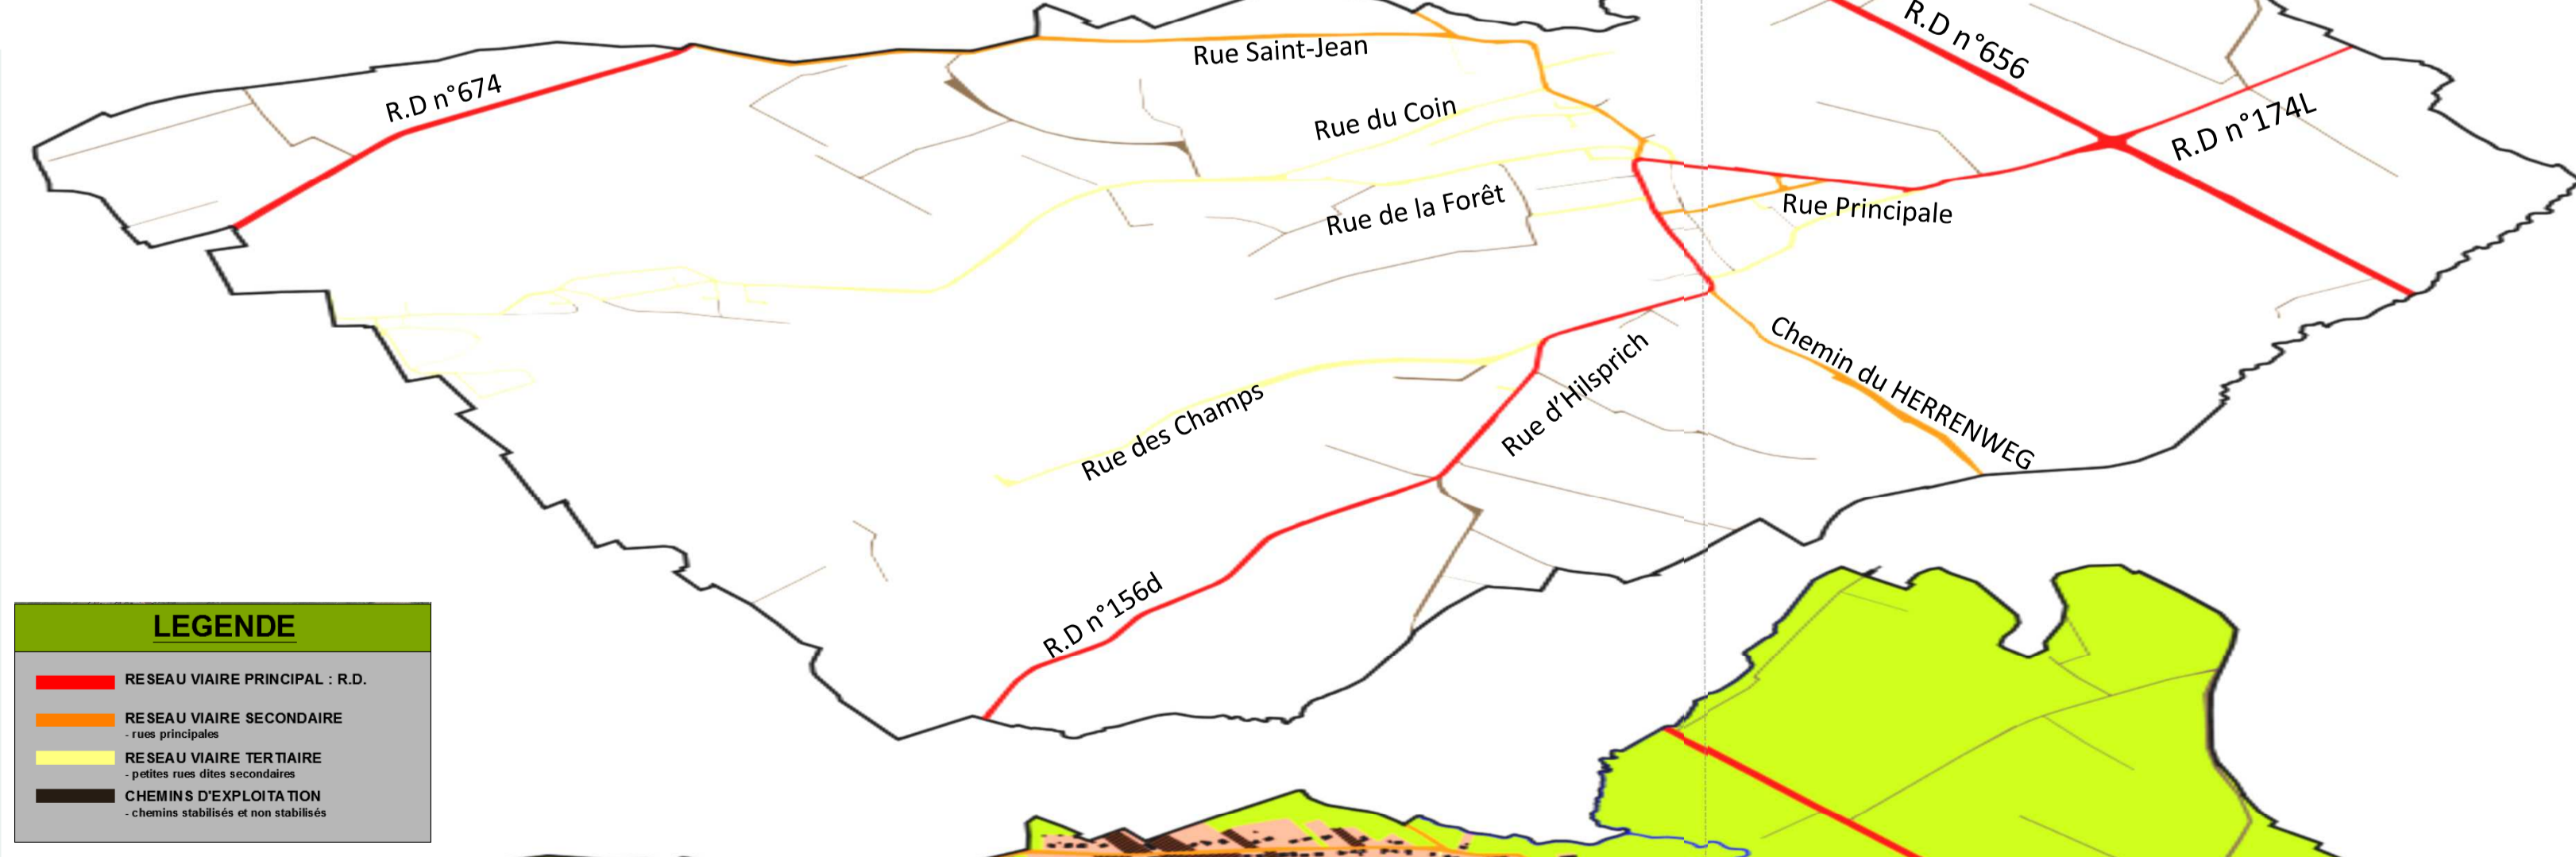 R.D n°656
Rue Saint-Jean
R.D n°674
Rue du Coin
R.D n°174L
Rue de la Forêt
Rue Principale
Chemin du HERRENWEG
Rue d'Hilsprich
Rue des Champs
R.D n°156d
LEGENDE
RESEAU VIAIRE PRINCIPAL : R.D.
RESEAU VIAIRE SECONDAIRE
- rues principales
RESEAU VIAIRE TERTIAIRE
- petites rues dites secondaires
CHEMINS D'EXPLOITATION
- chemins stabilisés et non stabilisés